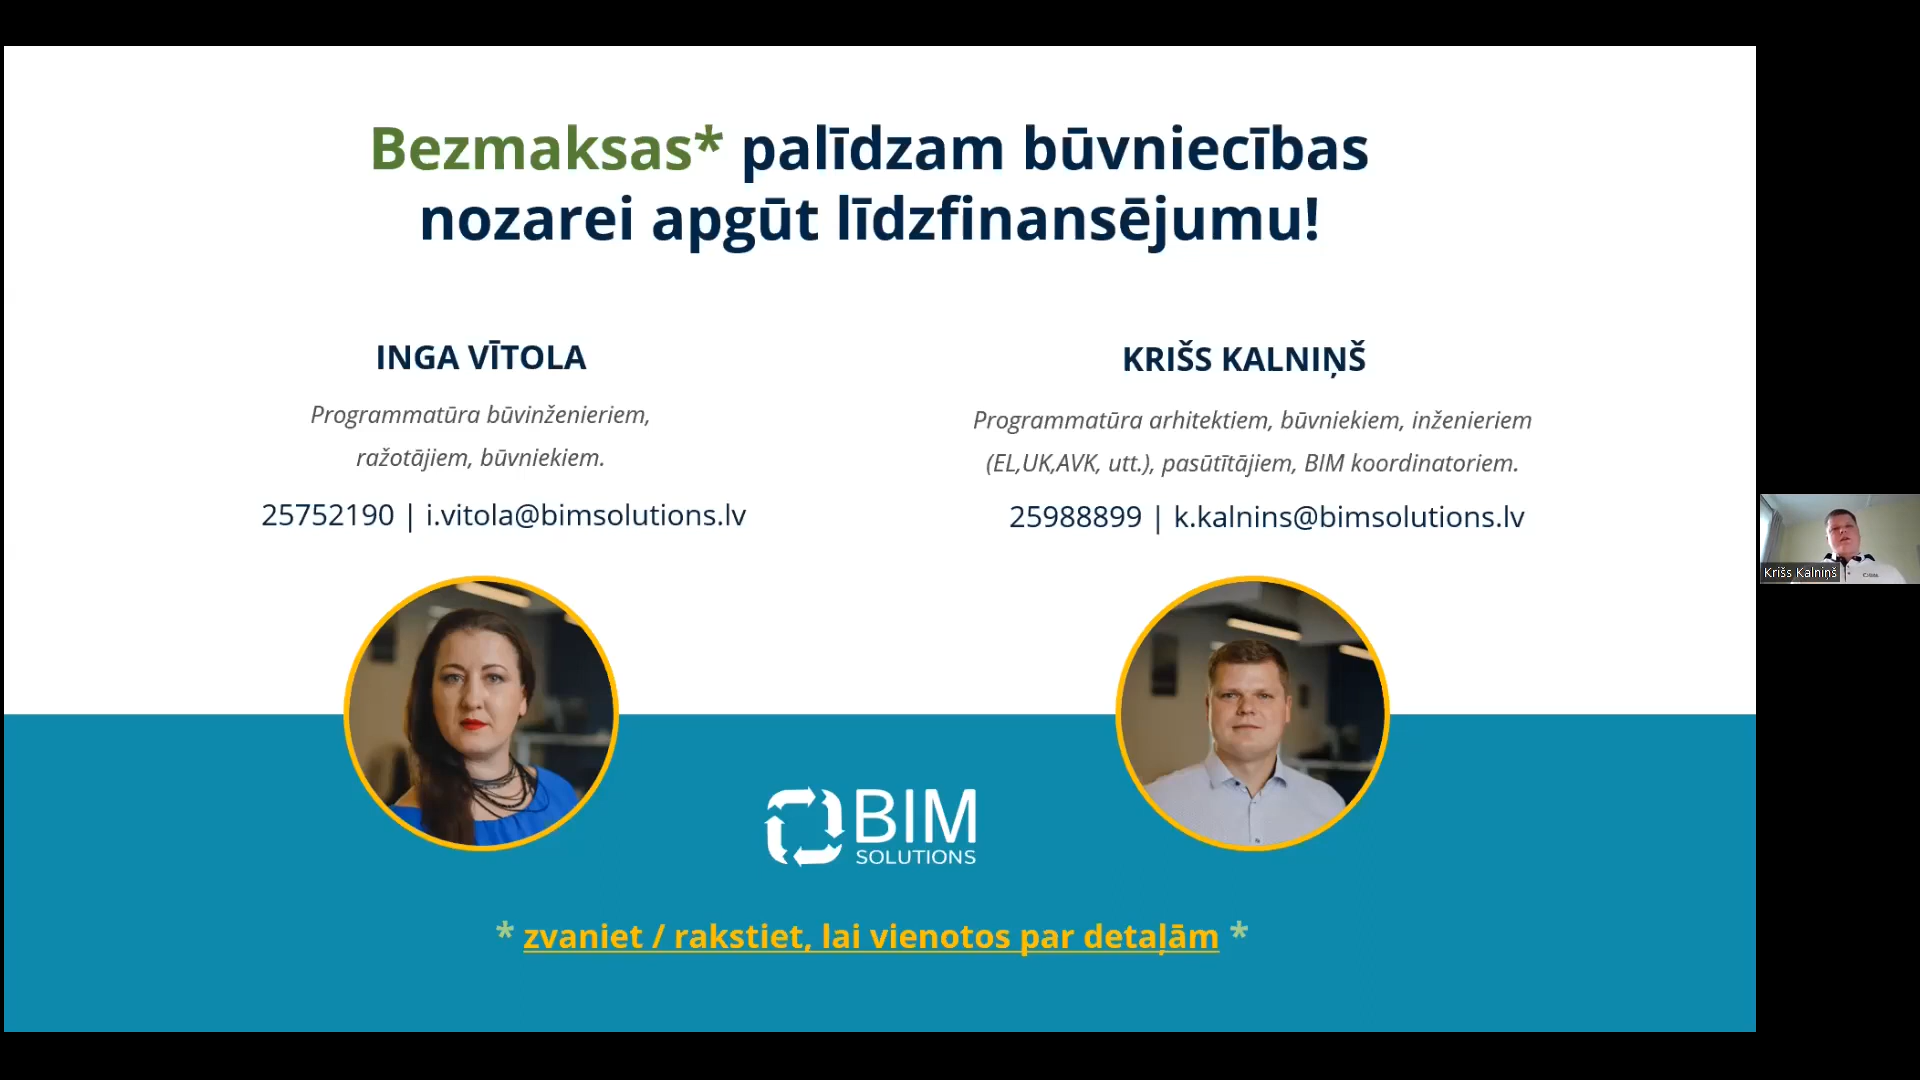 Bezmaksas* palīdzam būvniecības
nozarei apgūt līdzfinansējumu!
INGA VĪTOLA
Programmatūra būvinženieriem,
ražotājiem, būvniekiem.
25752190 | i.vitola@bimsolutions.lv
KRIŠS KALNIŅŠ
Programmatūra arhitektiem, būvniekiem, inženieriem
(EL,UK,AVK, utt.), pasūtītājiem, BIM koordinatoriem.
25988899 | k.kalnins@bimsolutions.lv
Krišs Kalniņš
BIM
SOLUTIONS
* zvaniet / rakstiet, lai vienotos par detaļām *